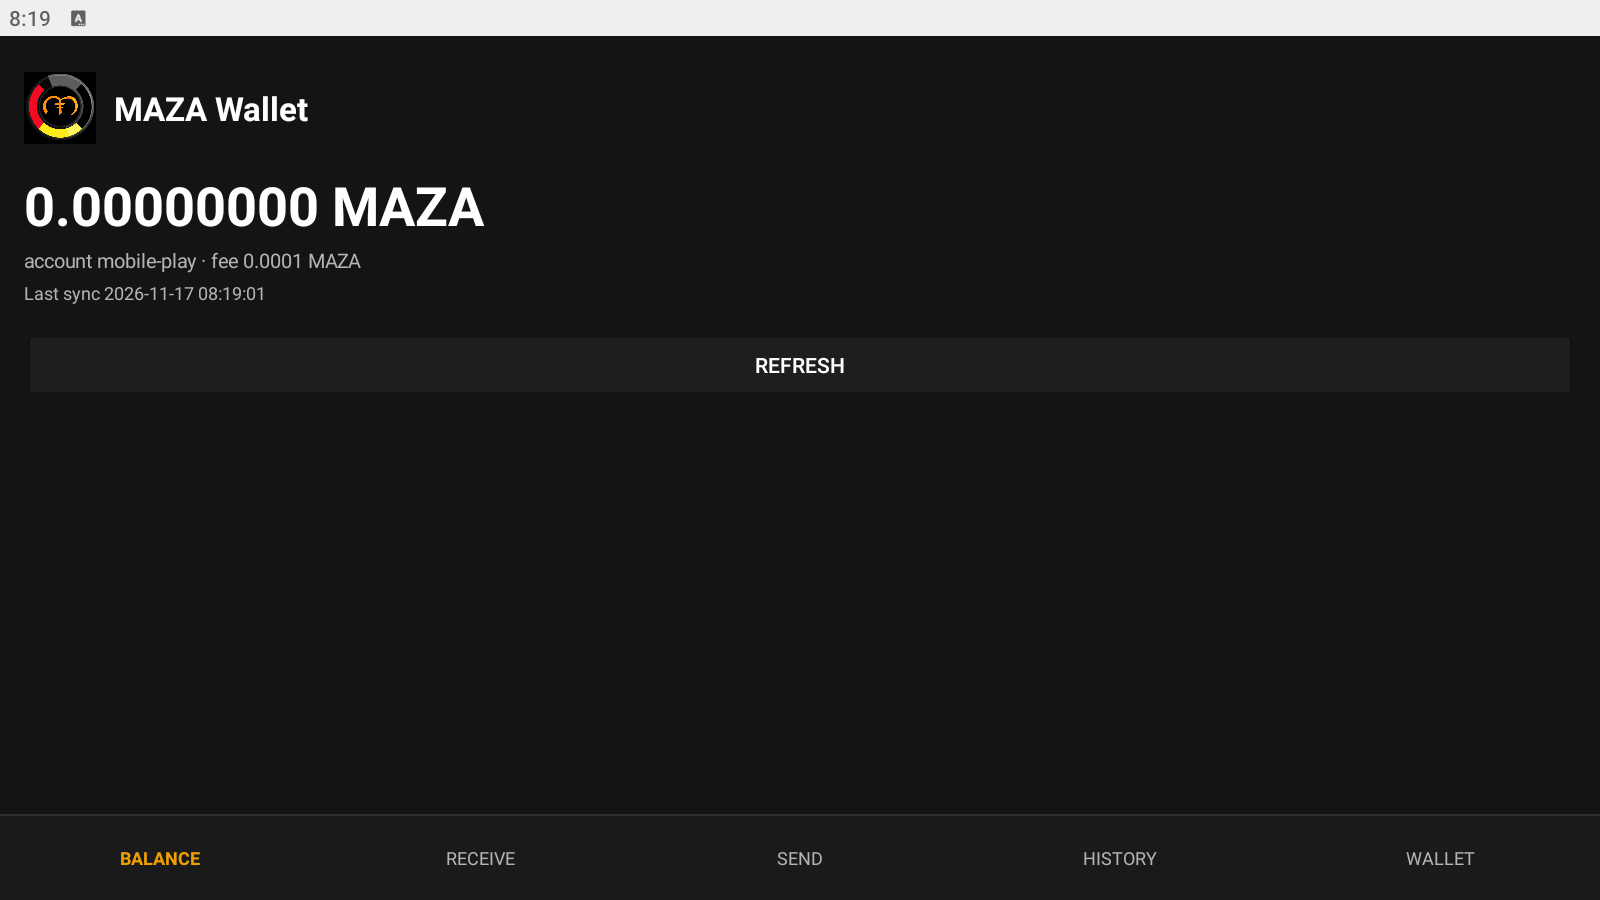 8:19
MAZA Wallet
0.00000000 MAZA
account mobile-play · fee 0.0001 MAZA
Last sync 2026-11-17 08:19:01
REFRESH
BALANCE
RECEIVE
SEND
HISTORY
WALLET